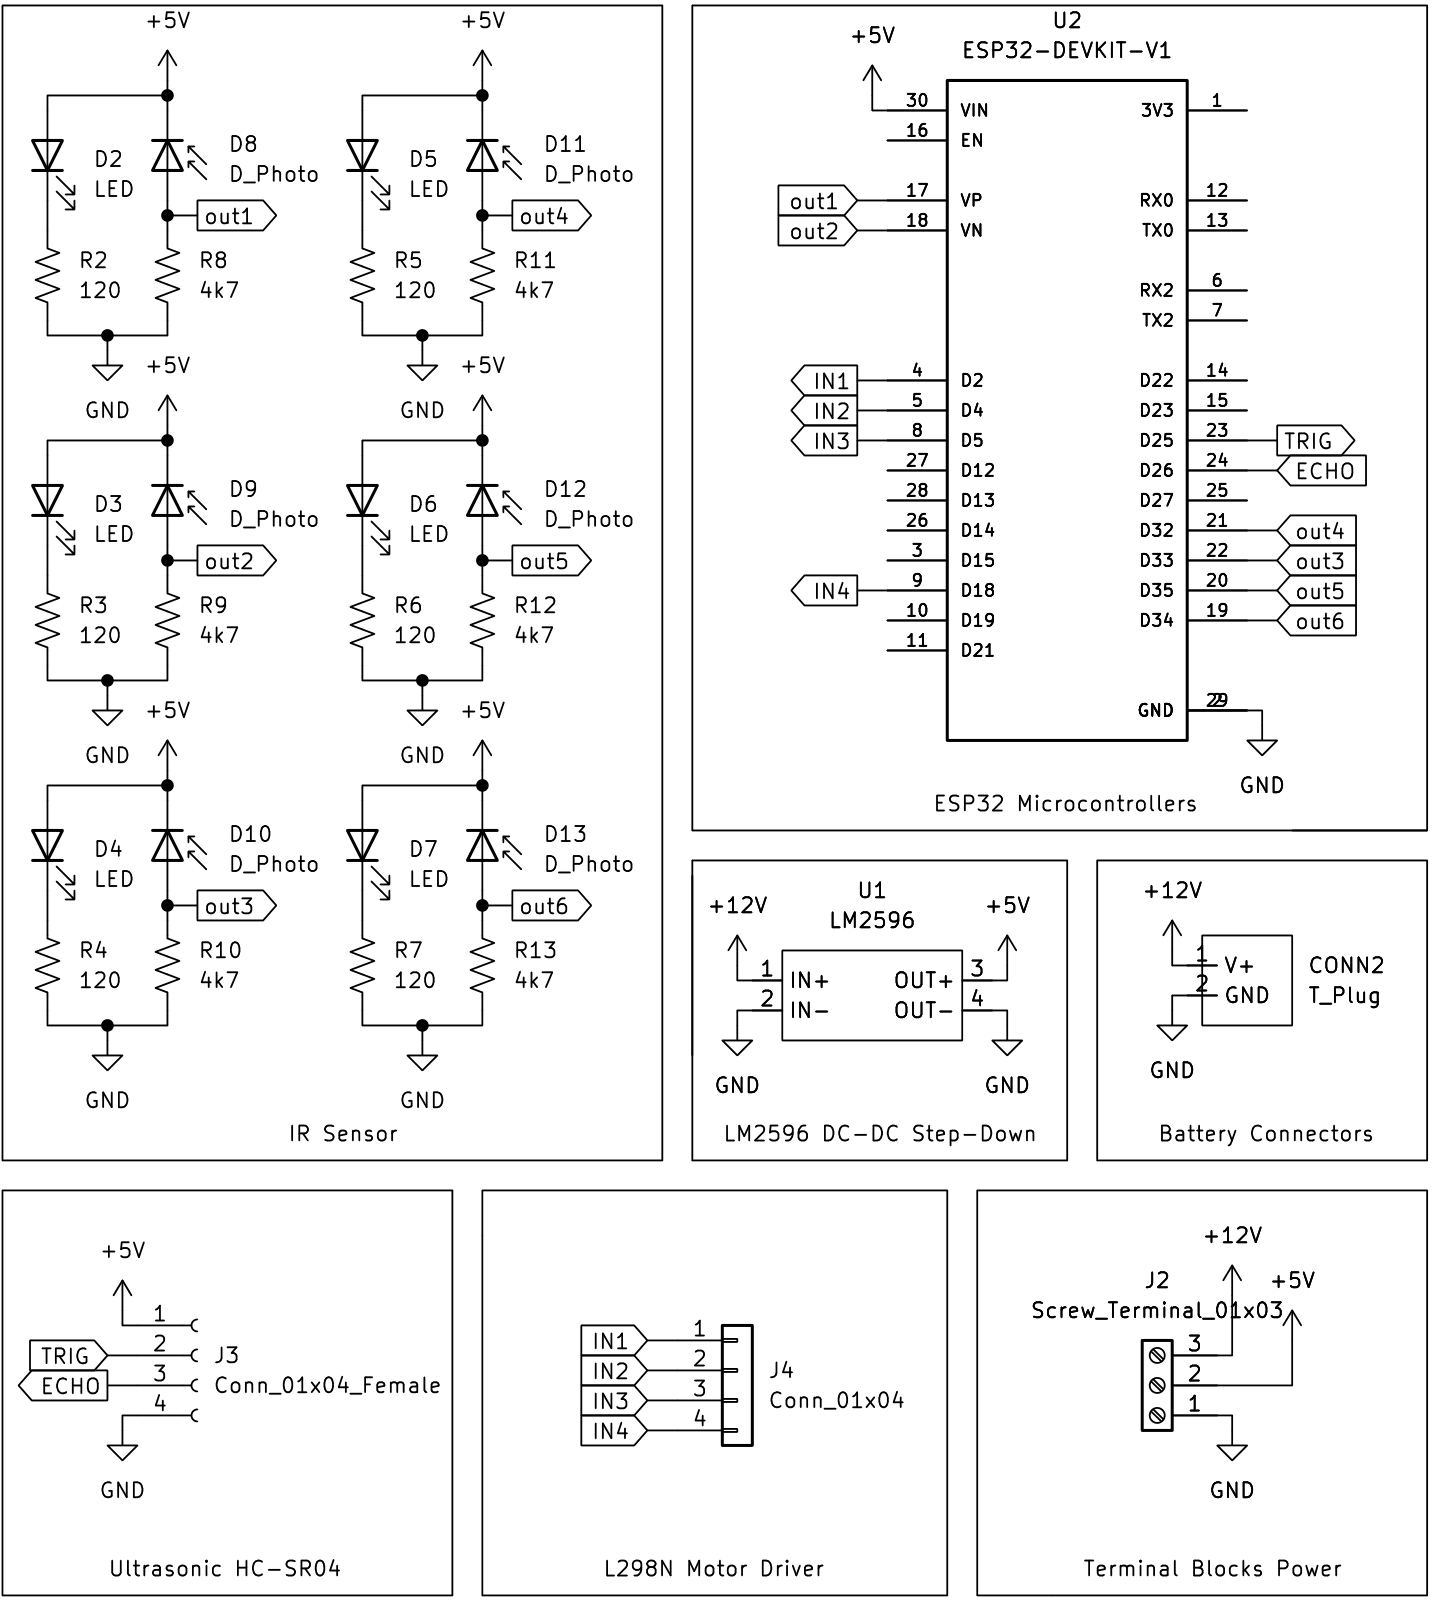 +5V
D2
LED
D8
D_Photo
out1
R2
120
R8
4k7
GND
+5V
D5
LED
D11
D_Photo
out4
R5
120
R11
4k7
GND
+5V
D3
LED
D9
D_Photo
out2
R3
120
R9
4k7
GND
+5V
D6
LED
D12
D_Photo
out5
R6
120
R12
4k7
GND
+5V
D4
LED
D10
D_Photo
out3
R4
120
R10
4k7
GND
+5V
D7
LED
D13
D_Photo
out6
R7
120
R13
4k7
GND
IR Sensor
U2
ESP32-DEVKIT-V1
+5V
30 VIN
16 EN
out1 17 VP
out2 18 VN
IN1 4 D2
IN2 5 D4
IN3 8 D5
27 D12
28 D13
26 D14
3 D15
IN4 9 D18
10 D19
11 D21
3V3 1
RX0 12
TX0 13
RX2 6
TX2 7
D22 14
D23 15
D25 23 TRIG
D26 24 ECHO
D27 25
D32 21 out4
D33 22 out3
D35 20 out5
D34 19 out6
GND 29
GND
ESP32 Microcontrollers
U1
LM2596
+12V
+5V
1 IN+
2 IN-
OUT+ 3
OUT- 4
GND
GND
LM2596 DC-DC Step-Down
+12V
1 V+
2 GND
CONN2
T_Plug
GND
Battery Connectors
+5V
1
TRIG 2
ECHO 3
4
J3
Conn_01x04_Female
GND
Ultrasonic HC-SR04
IN1 1
IN2 2
IN3 3
IN4 4
J4
Conn_01x04
L298N Motor Driver
+12V
J2
+5V
Screw_Terminal_01x03
3
2
1
GND
Terminal Blocks Power